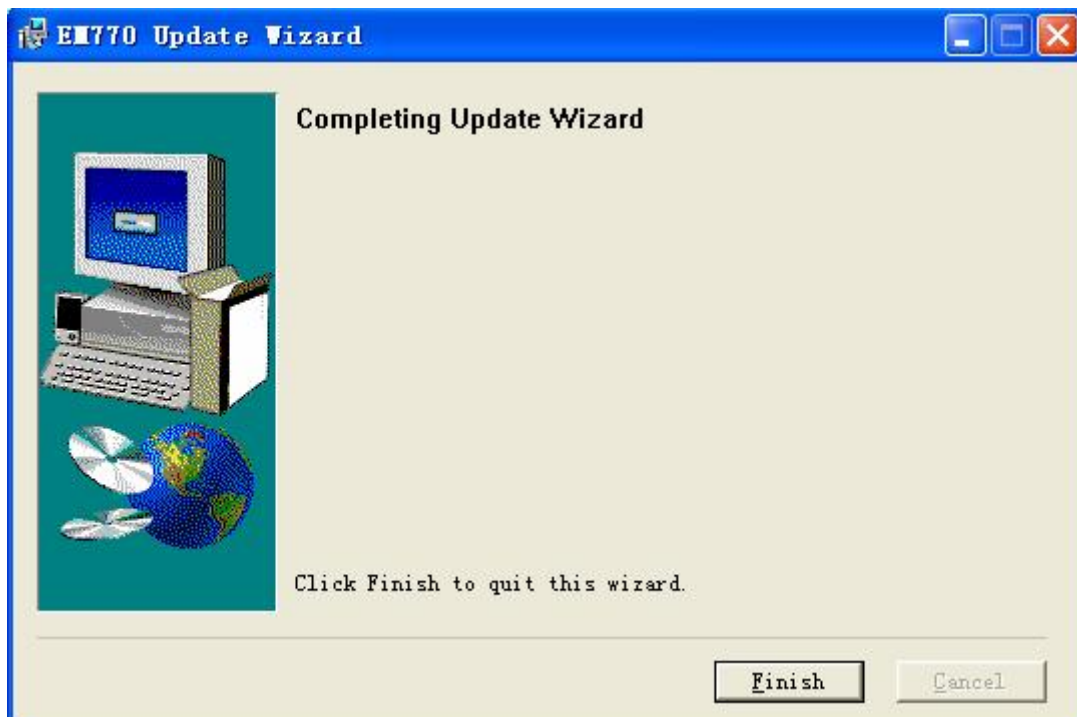 EM770 Update Wizard
Completing Update Wizard
Click Finish to quit this wizard.
Finish
Cancel